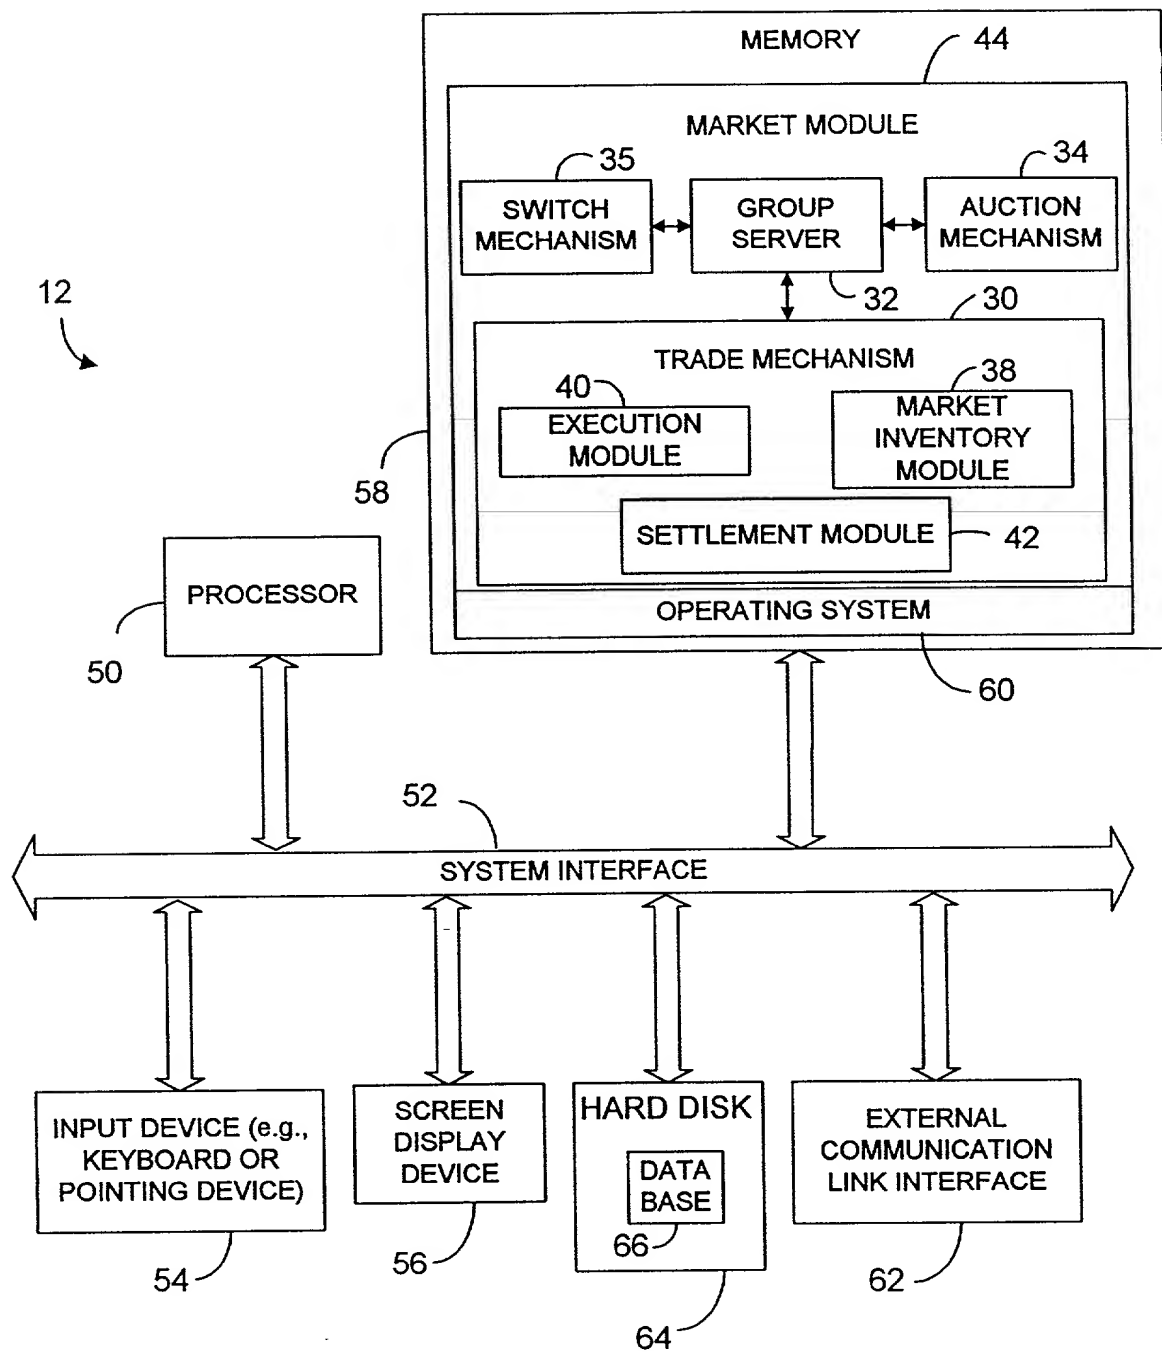 MEMORY
44
MARKET MODULE
35
34
SWITCH
MECHANISM
GROUP
SERVER
AUCTION
MECHANISM
12
32
30
TRADE MECHANISM
40
38
EXECUTION
MODULE
MARKET
INVENTORY
MODULE
58
SETTLEMENT MODULE
42
PROCESSOR
OPERATING SYSTEM
50
60
52
SYSTEM INTERFACE
INPUT DEVICE (e.g.,
KEYBOARD OR
POINTING DEVICE)
SCREEN
DISPLAY
DEVICE
HARD DISK
DATA
BASE
66
EXTERNAL
COMMUNICATION
LINK INTERFACE
54
56
64
62